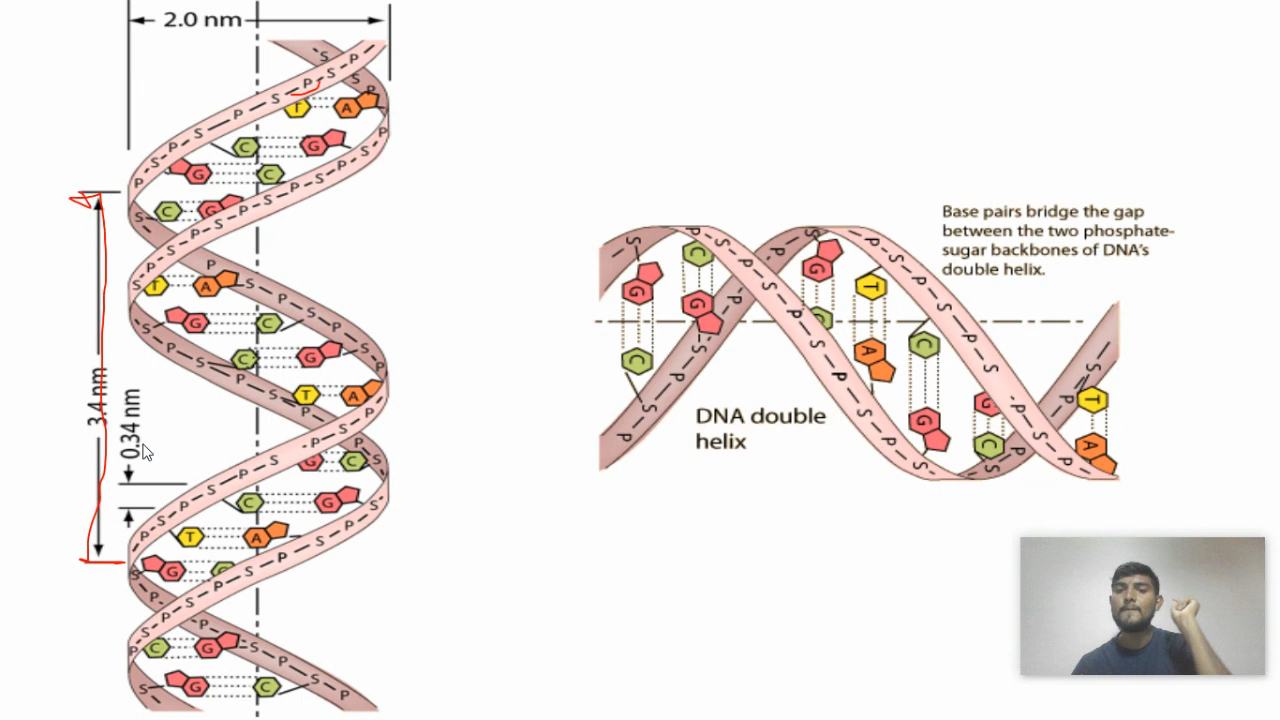 2.0 nm
S P
P S S
P S P
T A
P
S
P
C G
P
S
G C
P S
P
S
C G
P
S
S
P
P
T A
S
S
P
G C
S
S
P
C G
P
S
S
P
T A
S
P
3.4 nm
0.34 nm
P
S
P
G C
S
P
S
C G
S
P
T A
P
S
G C
S
P
S
P
S
C G
S
P
G C
S
S
P
Base pairs bridge the gap
between the two phosphate-
sugar backbones of DNA's
double helix.
S
G C
C G
P S
G C
T A
C G
G C
T A
DNA double
helix